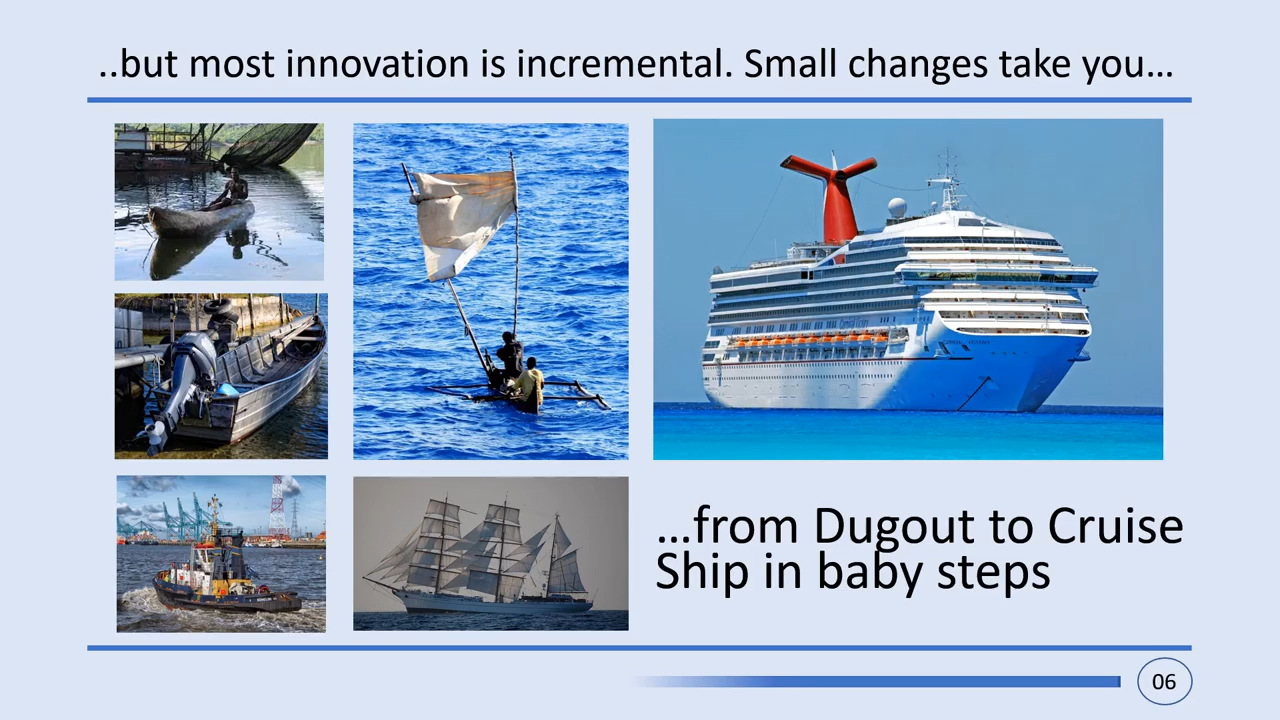 ..but most innovation is incremental. Small changes take you…
…from Dugout to Cruise
Ship in baby steps
06